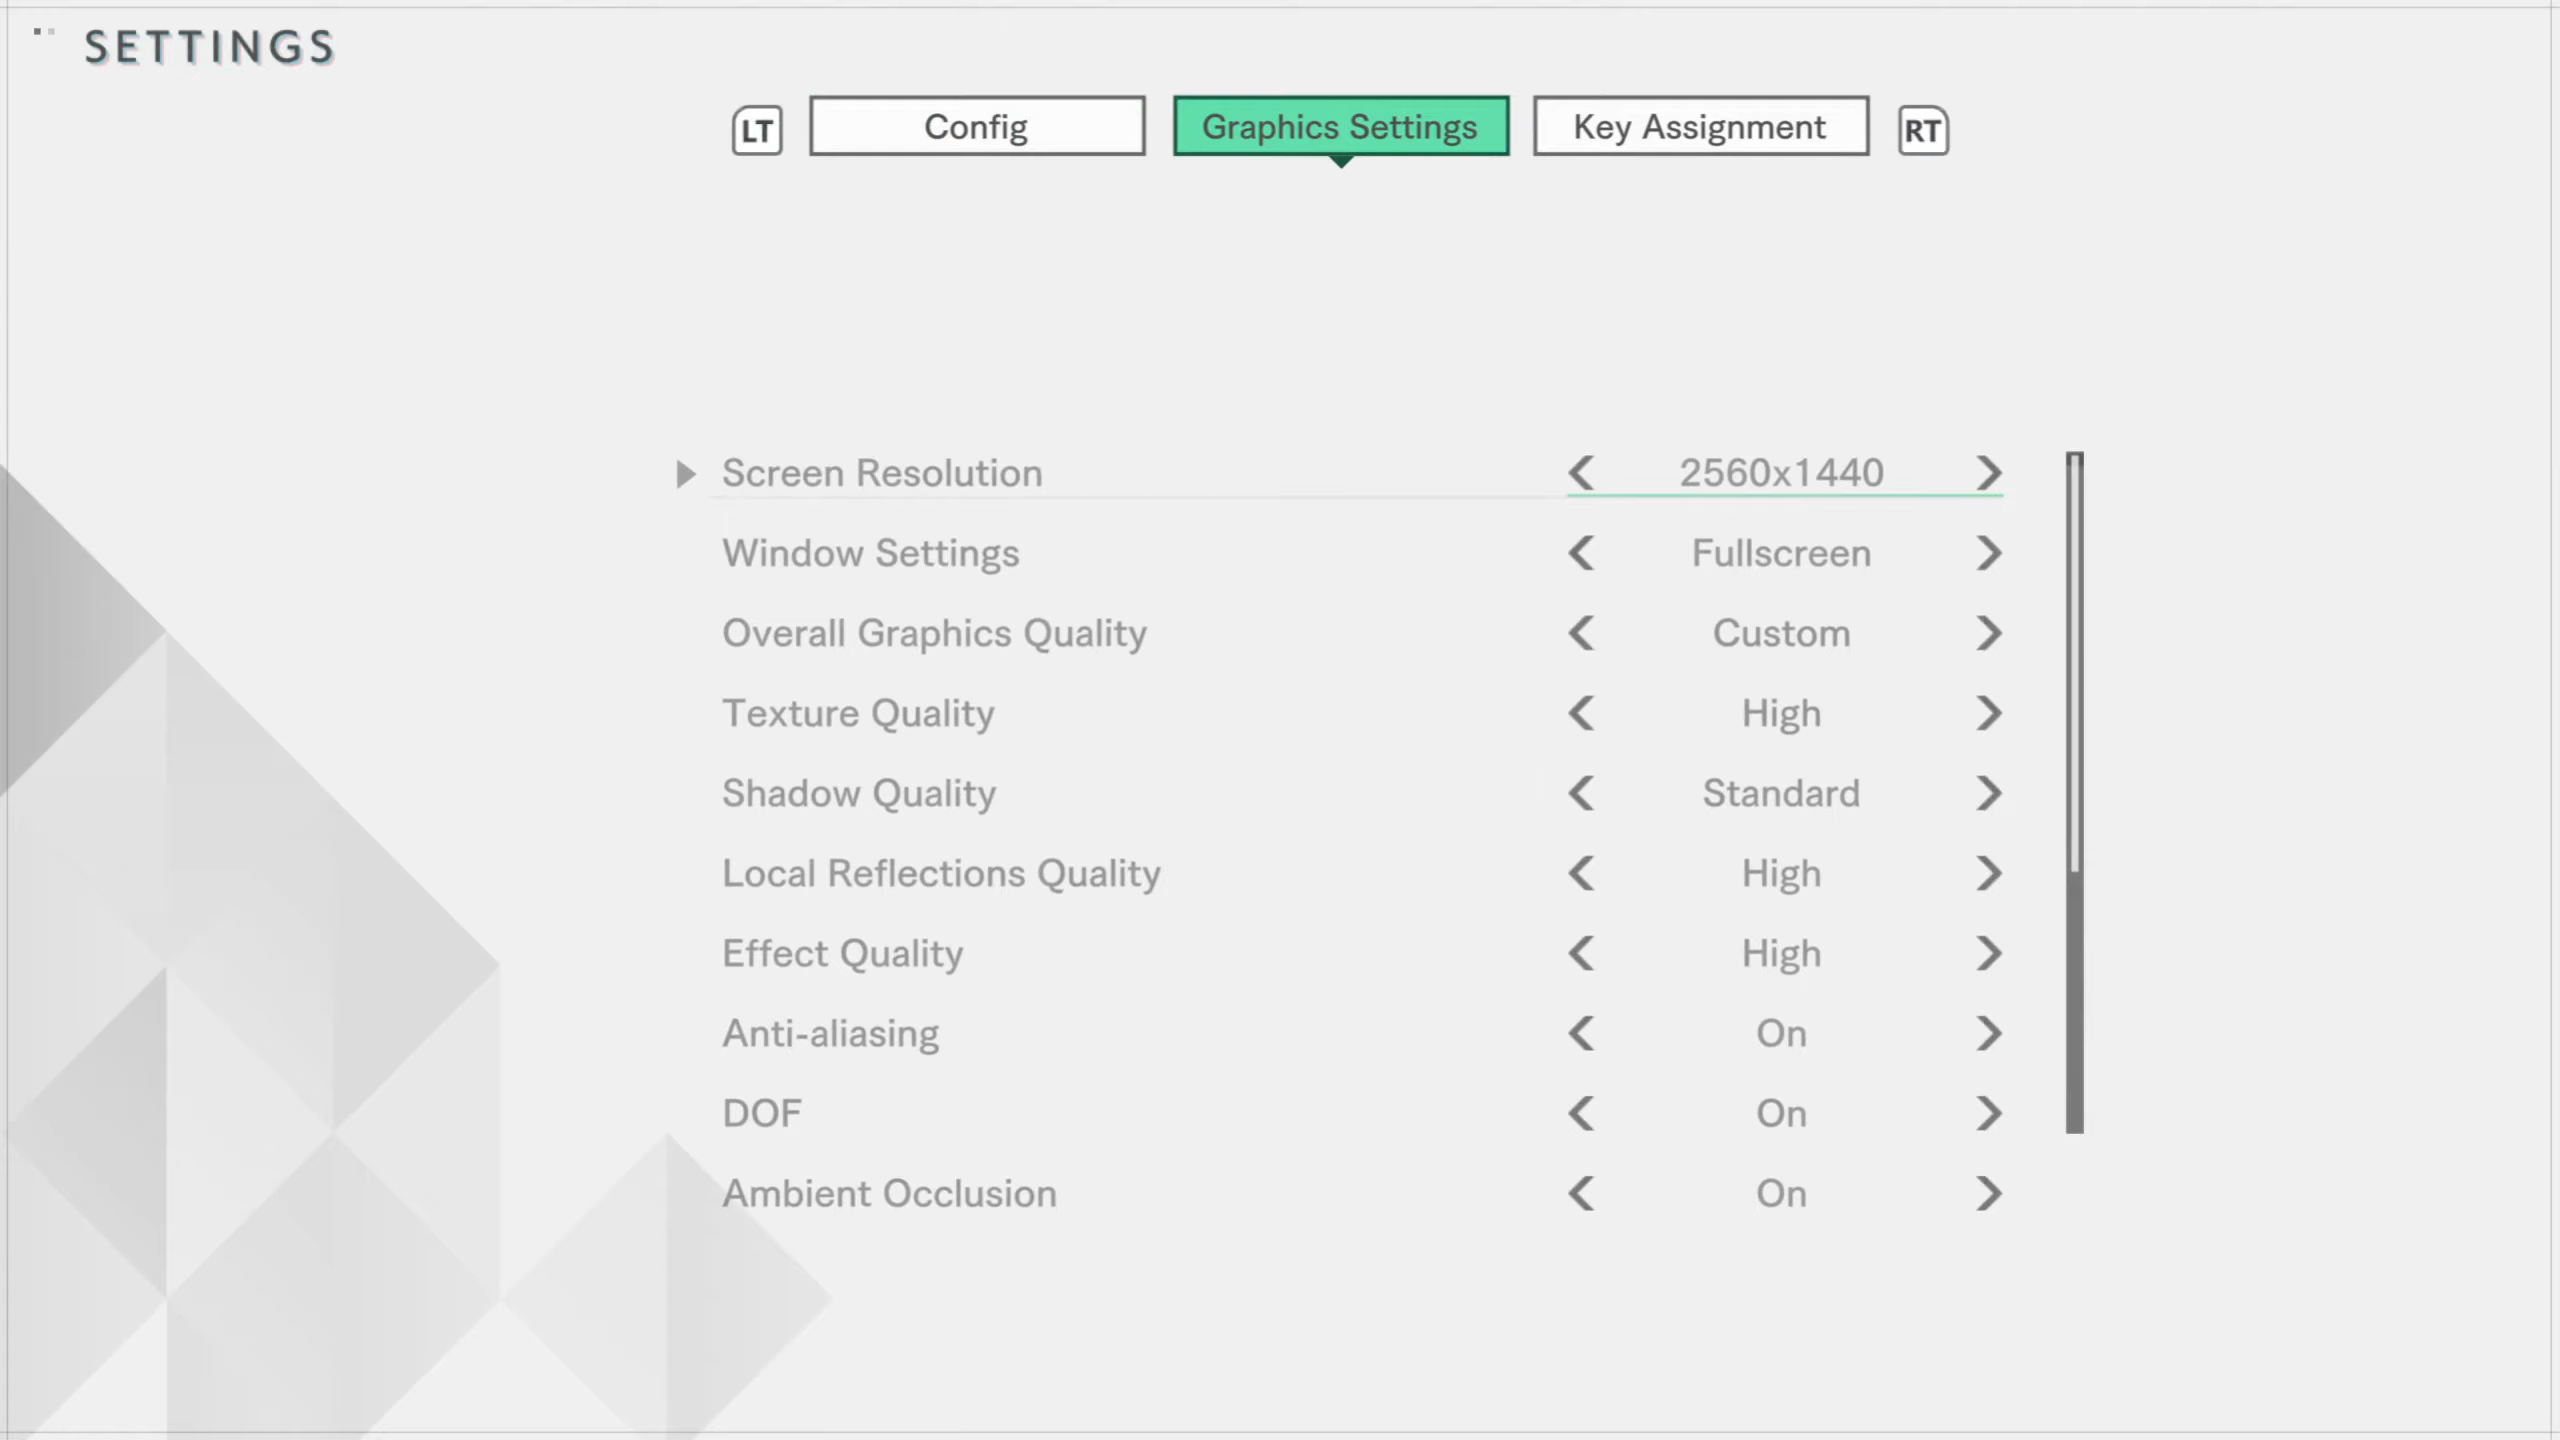 SETTINGS
LT Config Graphics Settings Key Assignment RT
Screen Resolution 2560x1440
Window Settings Fullscreen
Overall Graphics Quality Custom
Texture Quality High
Shadow Quality Standard
Local Reflections Quality High
Effect Quality High
Anti-aliasing On
DOF On
Ambient Occlusion On